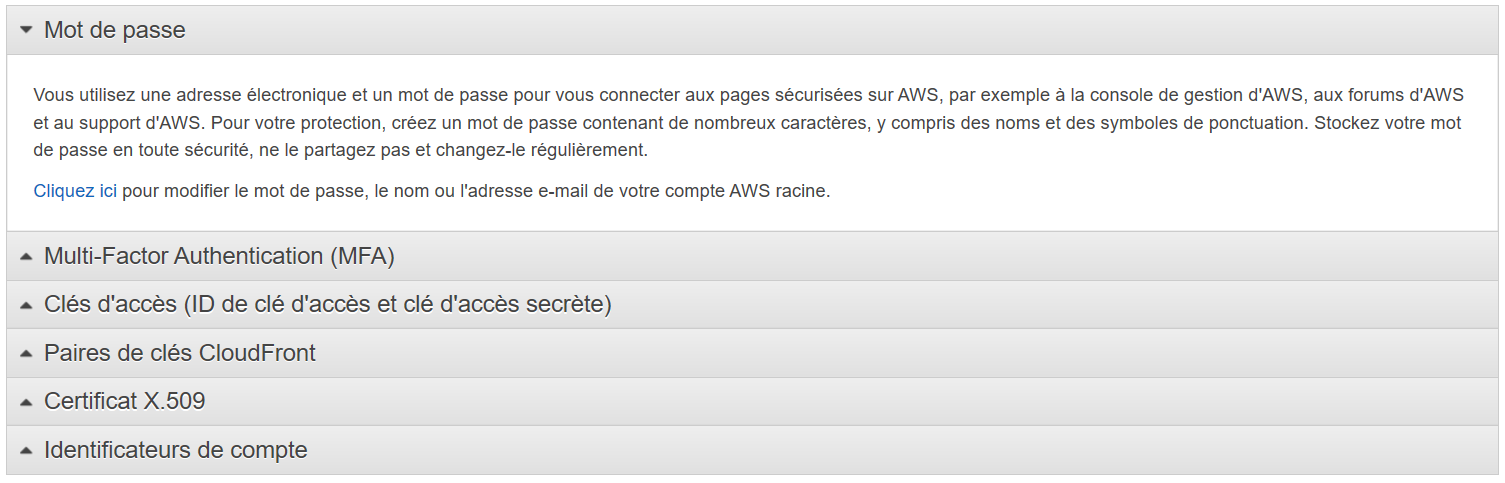 Mot de passe
Vous utilisez une adresse électronique et un mot de passe pour vous connecter aux pages sécurisées sur AWS, par exemple à la console de gestion d'AWS, aux forums d'AWS
et au support d'AWS. Pour votre protection, créez un mot de passe contenant de nombreux caractères, y compris des noms et des symboles de ponctuation. Stockez votre mot
de passe en toute sécurité, ne le partagez pas et changez-le régulièrement.
Cliquez ici pour modifier le mot de passe, le nom ou l'adresse e-mail de votre compte AWS racine.
Multi-Factor Authentication (MFA)
Clés d'accès (ID de clé d'accès et clé d'accès secrète)
Paires de clés CloudFront
Certificat X.509
Identificateurs de compte